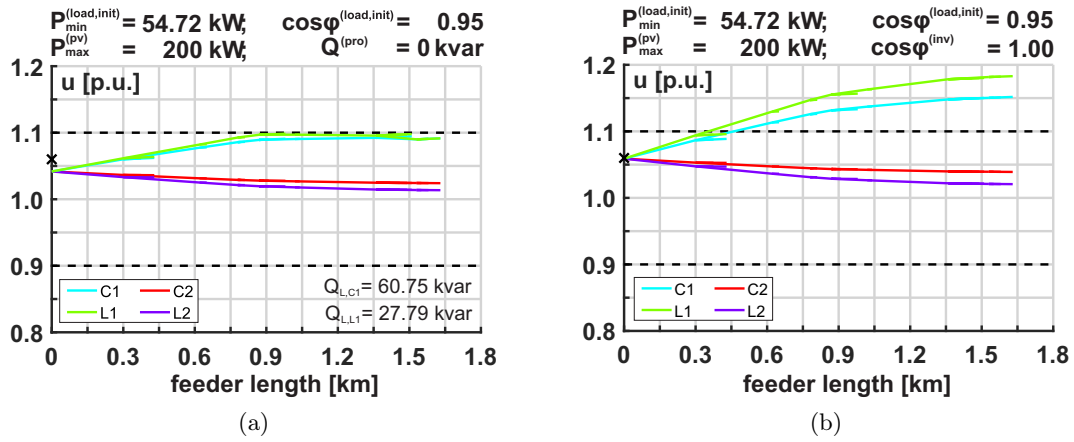 P_min^(load,init) = 54.72 kW; cosφ^(load,init) = 0.95
P_max^(pv) = 200 kW; Q^(pro) = 0 kvar
u [p.u.]
1.2
1.1
1.0
0.9
0.8
C1 C2
L1 L2
Q_L,C1= 60.75 kvar
Q_L,L1= 27.79 kvar
0 0.3 0.6 0.9 1.2 1.5 1.8
feeder length [km]
(a)
P_min^(load,init) = 54.72 kW; cosφ^(load,init) = 0.95
P_max^(pv) = 200 kW; cosφ^(inv) = 1.00
u [p.u.]
1.2
1.1
1.0
0.9
0.8
C1 C2
L1 L2
0 0.3 0.6 0.9 1.2 1.5 1.8
feeder length [km]
(b)